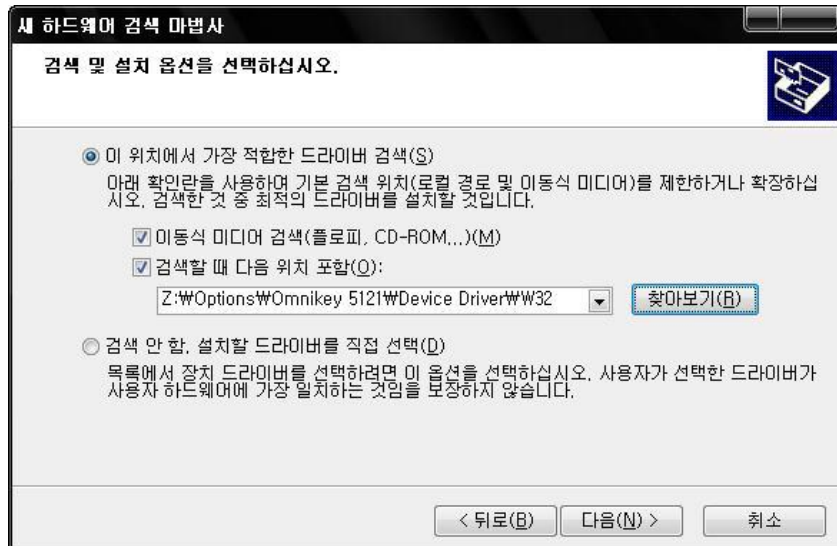 새 하드웨어 검색 마법사
검색 및 설치 옵션을 선택하십시오.
이 위치에서 가장 적합한 드라이버 검색(S)
아래 확인란을 사용하여 기본 검색 위치(로컬 경로 및 이동식 미디어)를 제한하거나 확장하십
시오. 검색한 것 중 최적의 드라이버를 설치할 것입니다.
이동식 미디어 검색(플로피, CD-ROM...)(M)
검색할 때 다음 위치 포함(O):
Z:₩Options₩Omnikey 5121₩Device Driver₩W32
찾아보기(R)
검색 안 함. 설치할 드라이버를 직접 선택(D)
목록에서 장치 드라이버를 선택하려면 이 옵션을 선택하십시오. 사용자가 선택한 드라이버가
사용자 하드웨어에 가장 일치하는 것임을 보장하지 않습니다.
< 뒤로(B)
다음(N) >
취소